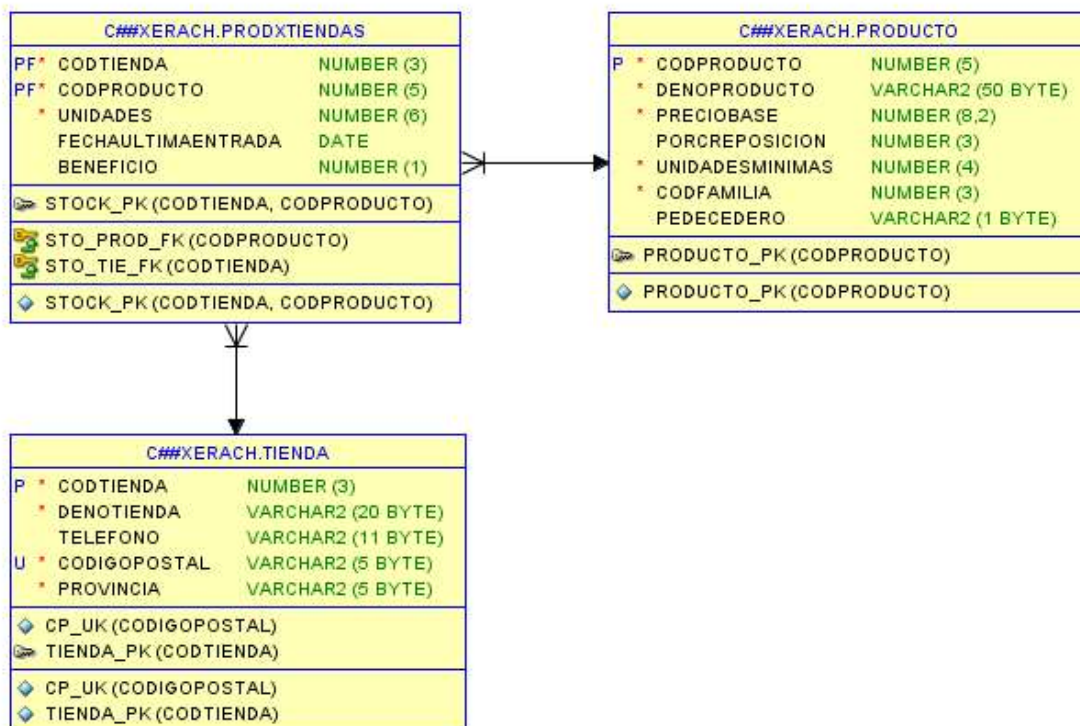 C##XERACH.PRODXTIENDAS
PF* CODTIENDA NUMBER (3)
PF* CODPRODUCTO NUMBER (5)
* UNIDADES NUMBER (6)
FECHAULTIMAENTRADA DATE
BENEFICIO NUMBER (1)
STOCK_PK (CODTIENDA, CODPRODUCTO)
STO_PROD_FK (CODPRODUCTO)
STO_TIE_FK (CODTIENDA)
STOCK_PK (CODTIENDA, CODPRODUCTO)
C##XERACH.PRODUCTO
P * CODPRODUCTO NUMBER (5)
* DENOPRODUCTO VARCHAR2 (50 BYTE)
* PRECIOBASE NUMBER (8,2)
PORCREPOSICION NUMBER (3)
* UNIDADESMINIMAS NUMBER (4)
* CODFAMILIA NUMBER (3)
PEDECEDERO VARCHAR2 (1 BYTE)
PRODUCTO_PK (CODPRODUCTO)
PRODUCTO_PK (CODPRODUCTO)
C##XERACH.TIENDA
P * CODTIENDA NUMBER (3)
* DENOTIENDA VARCHAR2 (20 BYTE)
TELEFONO VARCHAR2 (11 BYTE)
U * CODIGOPOSTAL VARCHAR2 (5 BYTE)
* PROVINCIA VARCHAR2 (5 BYTE)
CP_UK (CODIGOPOSTAL)
TIENDA_PK (CODTIENDA)
CP_UK (CODIGOPOSTAL)
TIENDA_PK (CODTIENDA)